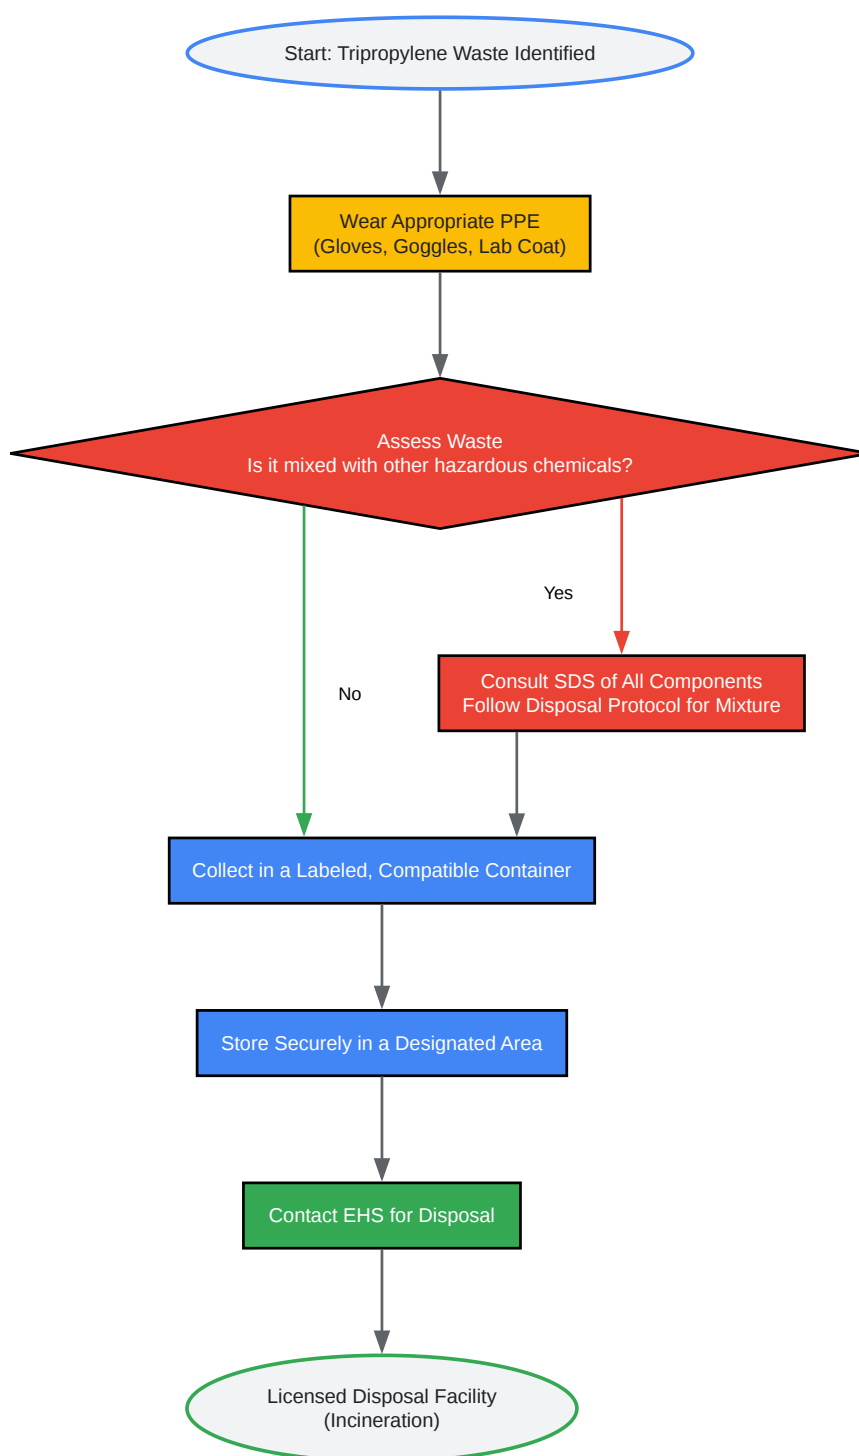 Start: Tripropylene Waste Identified
Wear Appropriate PPE
(Gloves, Goggles, Lab Coat)
Assess Waste
Is it mixed with other hazardous chemicals?
Yes
Consult SDS of All Components
Follow Disposal Protocol for Mixture
No
Collect in a Labeled, Compatible Container
Store Securely in a Designated Area
Contact EHS for Disposal
Licensed Disposal Facility
(Incineration)